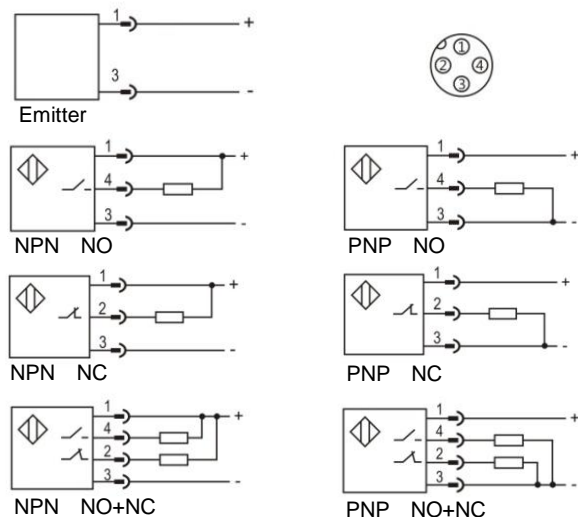 1 +
3 -
Emitter
① ② ④ ③
1 +
4
3 -
NPN NO
1 +
4
3 -
PNP NO
1 +
2
3 -
NPN NC
1 +
2
3 -
PNP NC
1 +
4
2
3 -
NPN NO+NC
1 +
4
2
3 -
PNP NO+NC